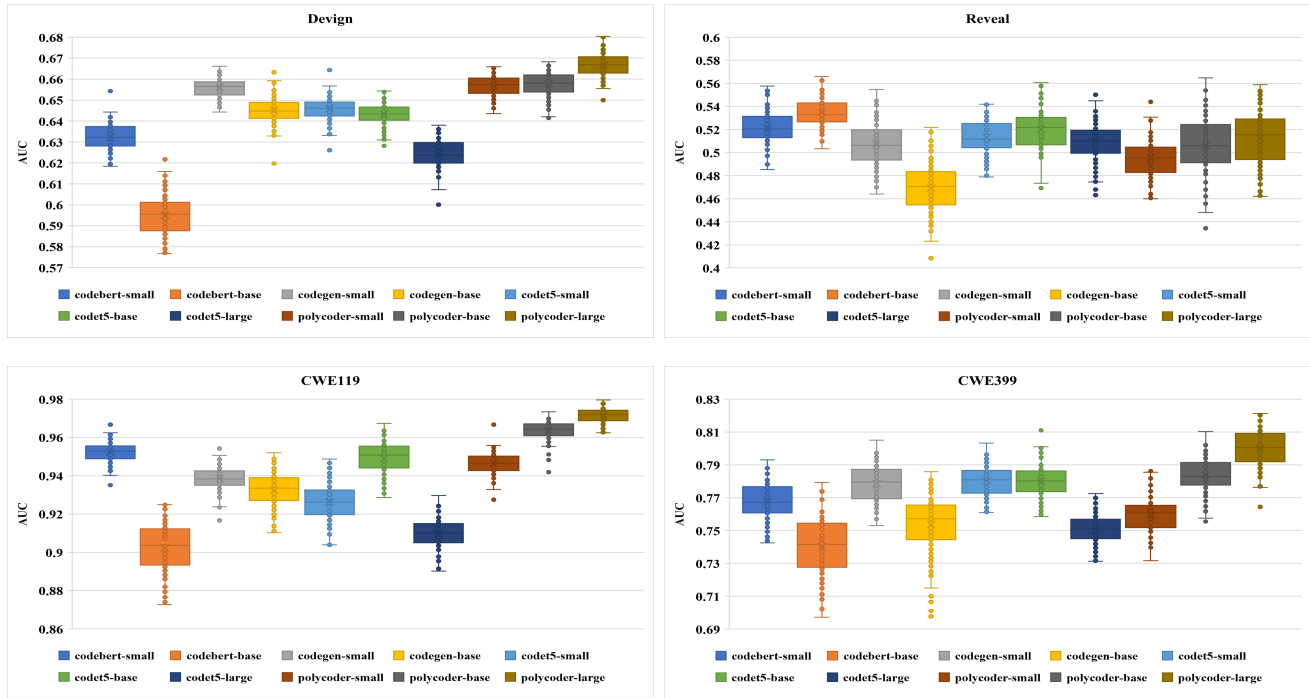 Devign
0.68
0.67
0.66
0.65
0.64
0.63
0.62
0.61
0.6
0.59
0.58
0.57
AUC
codebert-small codebert-base codegen-small codegen-base codet5-small
codet5-base codet5-large polycoder-small polycoder-base polycoder-large
Reveal
0.6
0.58
0.56
0.54
0.52
0.5
0.48
0.46
0.44
0.42
0.4
AUC
codebert-small codebert-base codegen-small codegen-base codet5-small
codet5-base codet5-large polycoder-small polycoder-base polycoder-large
CWE119
0.98
0.96
0.94
0.92
0.9
0.88
0.86
AUC
codebert-small codebert-base codegen-small codegen-base codet5-small
codet5-base codet5-large polycoder-small polycoder-base polycoder-large
CWE399
0.83
0.81
0.79
0.77
0.75
0.73
0.71
0.69
AUC
codebert-small codebert-base codegen-small codegen-base codet5-small
codet5-base codet5-large polycoder-small polycoder-base polycoder-large